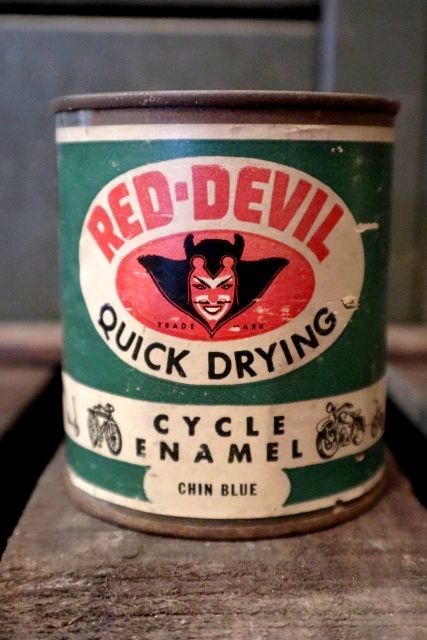 RED-DEVIL
TRADE MARK
QUICK DRYING
CYCLE
ENAMEL
CHIN BLUE